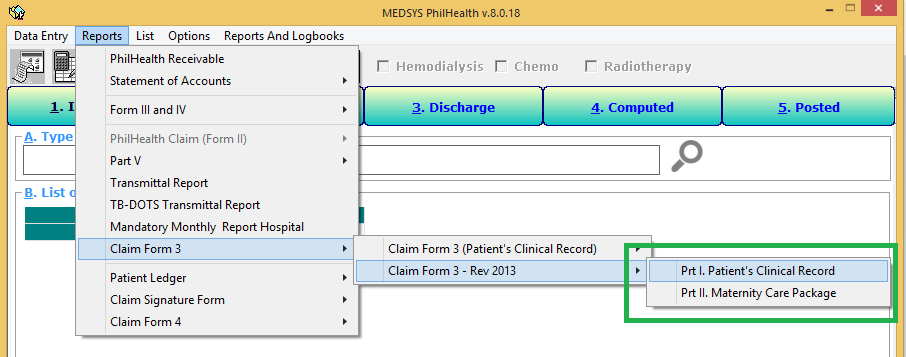 MEDSYS PhilHealth v.8.0.18
Data Entry Reports List Options Reports And Logbooks
Hemodialysis Chemo Radiotherapy
PhilHealth Receivable
Statement of Accounts
Form III and IV
PhilHealth Claim (Form II)
Part V
Transmittal Report
TB-DOTS Transmittal Report
Mandatory Monthly Report Hospital
Claim Form 3
Patient Ledger
Claim Signature Form
Claim Form 4
1. I
3. Discharge
4. Computed
5. Posted
A. Type
B. List o
Claim Form 3 (Patient's Clinical Record)
Claim Form 3 - Rev 2013
Prt I. Patient's Clinical Record
Prt II. Maternity Care Package